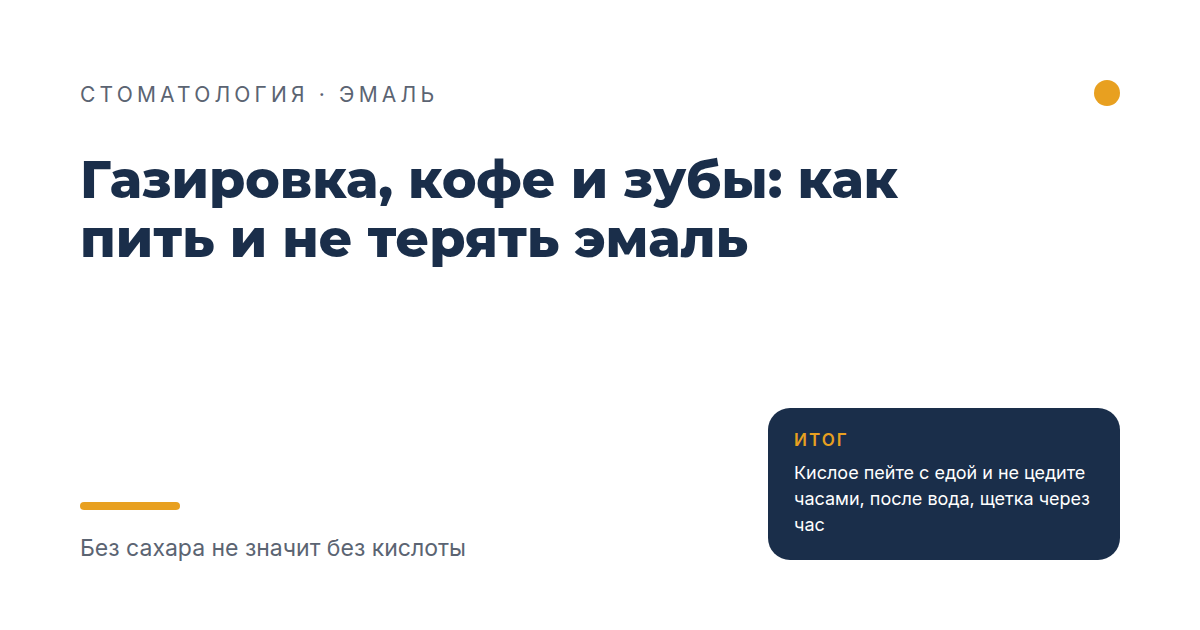 СТОМАТОЛОГИЯ · ЭМАЛЬ
Газировка, кофе и зубы: как
пить и не терять эмаль
ИТОГ
Кислое пейте с едой и не цедите
часами, после вода, щетка через
час
Без сахара не значит без кислоты